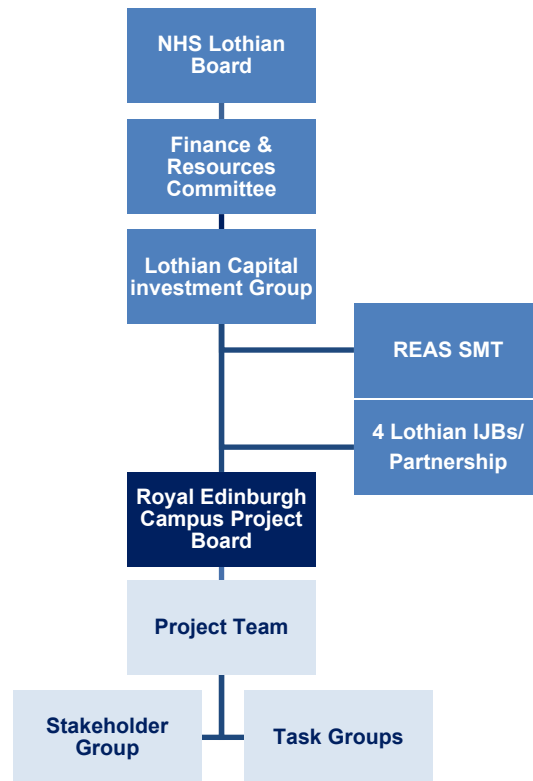 NHS Lothian
Board
Finance &
Resources
Committee
Lothian Capital
investment Group
REAS SMT
4 Lothian IJBs/
Partnership
Royal Edinburgh
Campus Project
Board
Project Team
Stakeholder
Group
Task Groups